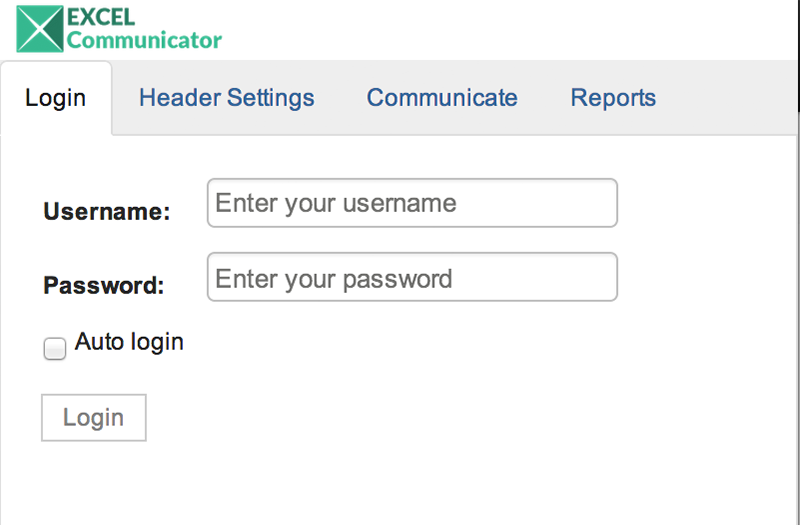 EXCEL
Communicator
Login Header Settings Communicate Reports
Username: Enter your username
Password: Enter your password
Auto login
Login